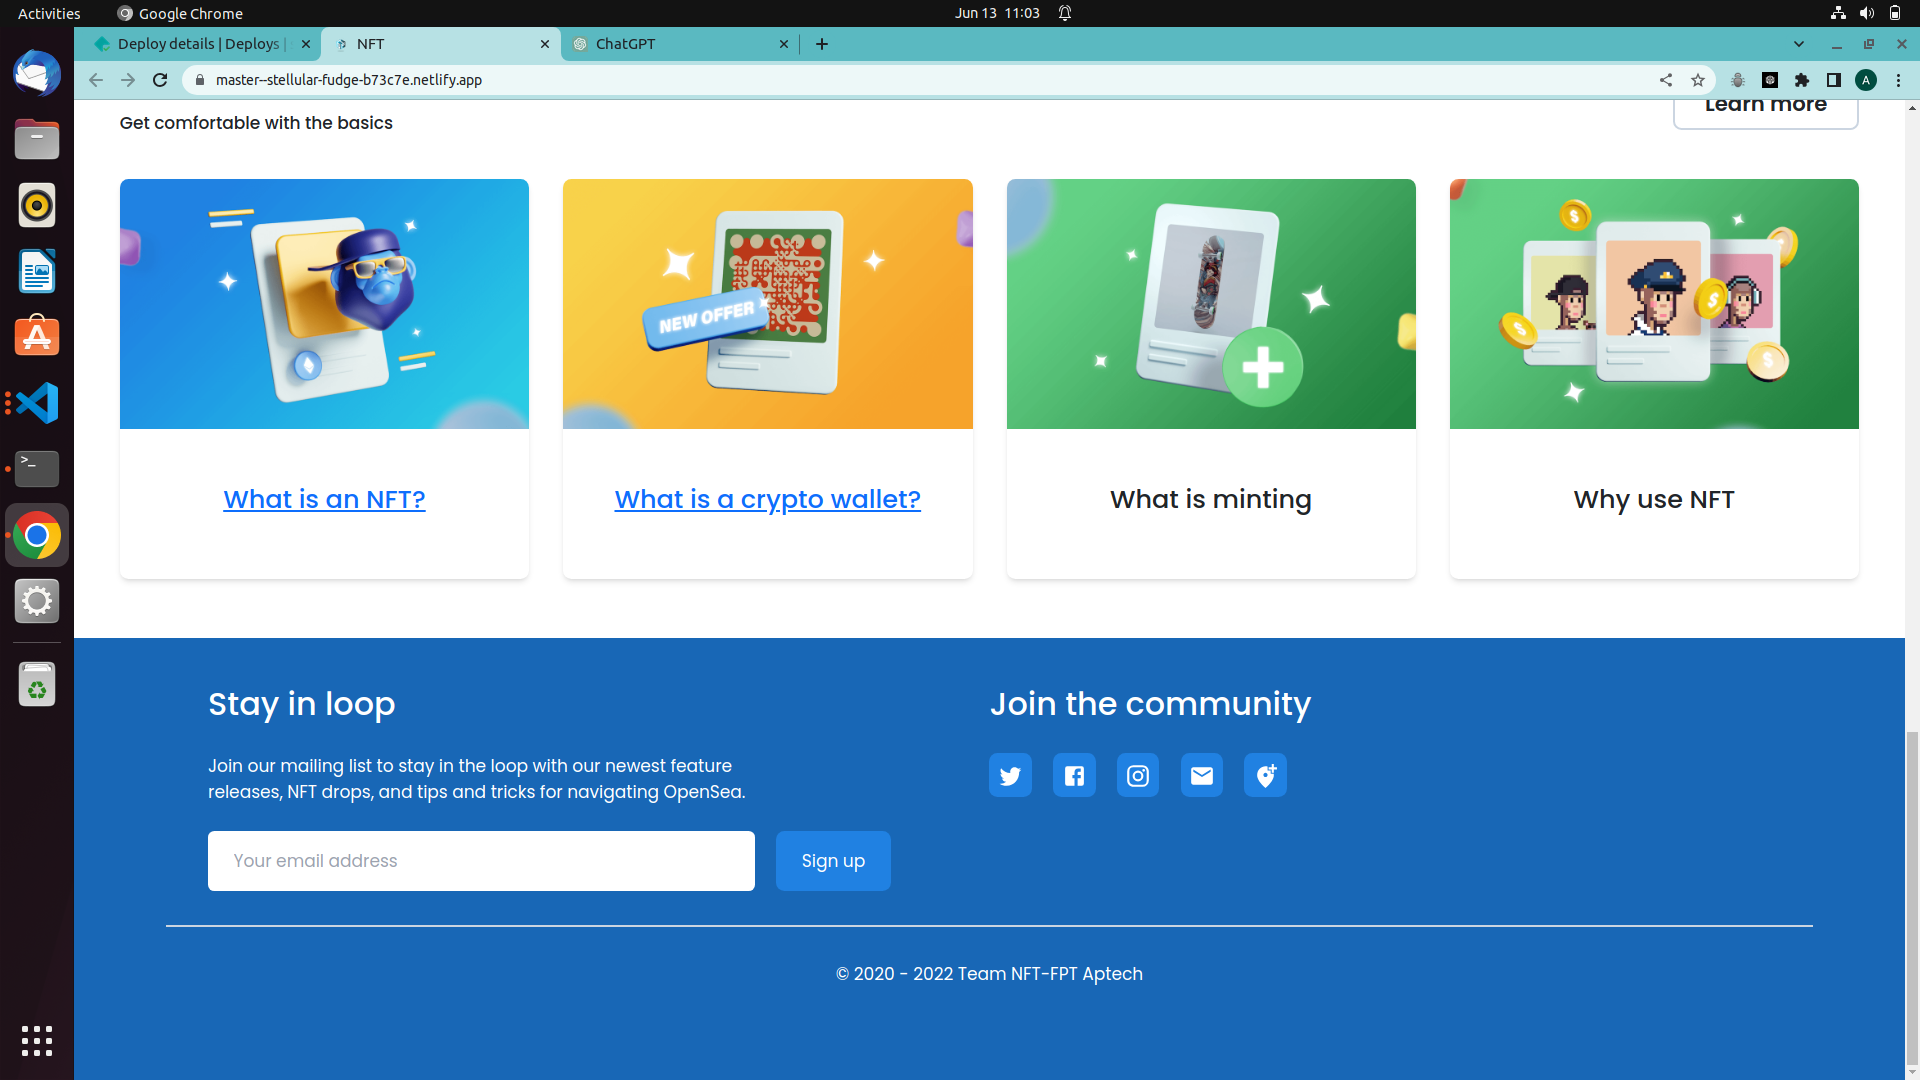 Activities
Google Chrome
Jun 13 11:03
Deploy details | Deploys |
NFT
ChatGPT
master--stellular-fudge-b73c7e.netlify.app
A
Get comfortable with the basics
Learn more
NEW OFFER
What is an NFT?
What is a crypto wallet?
What is minting
Why use NFT
Stay in loop
Join our mailing list to stay in the loop with our newest feature
releases, NFT drops, and tips and tricks for navigating OpenSea.
Your email address
Sign up
Join the community
© 2020 - 2022 Team NFT-FPT Aptech